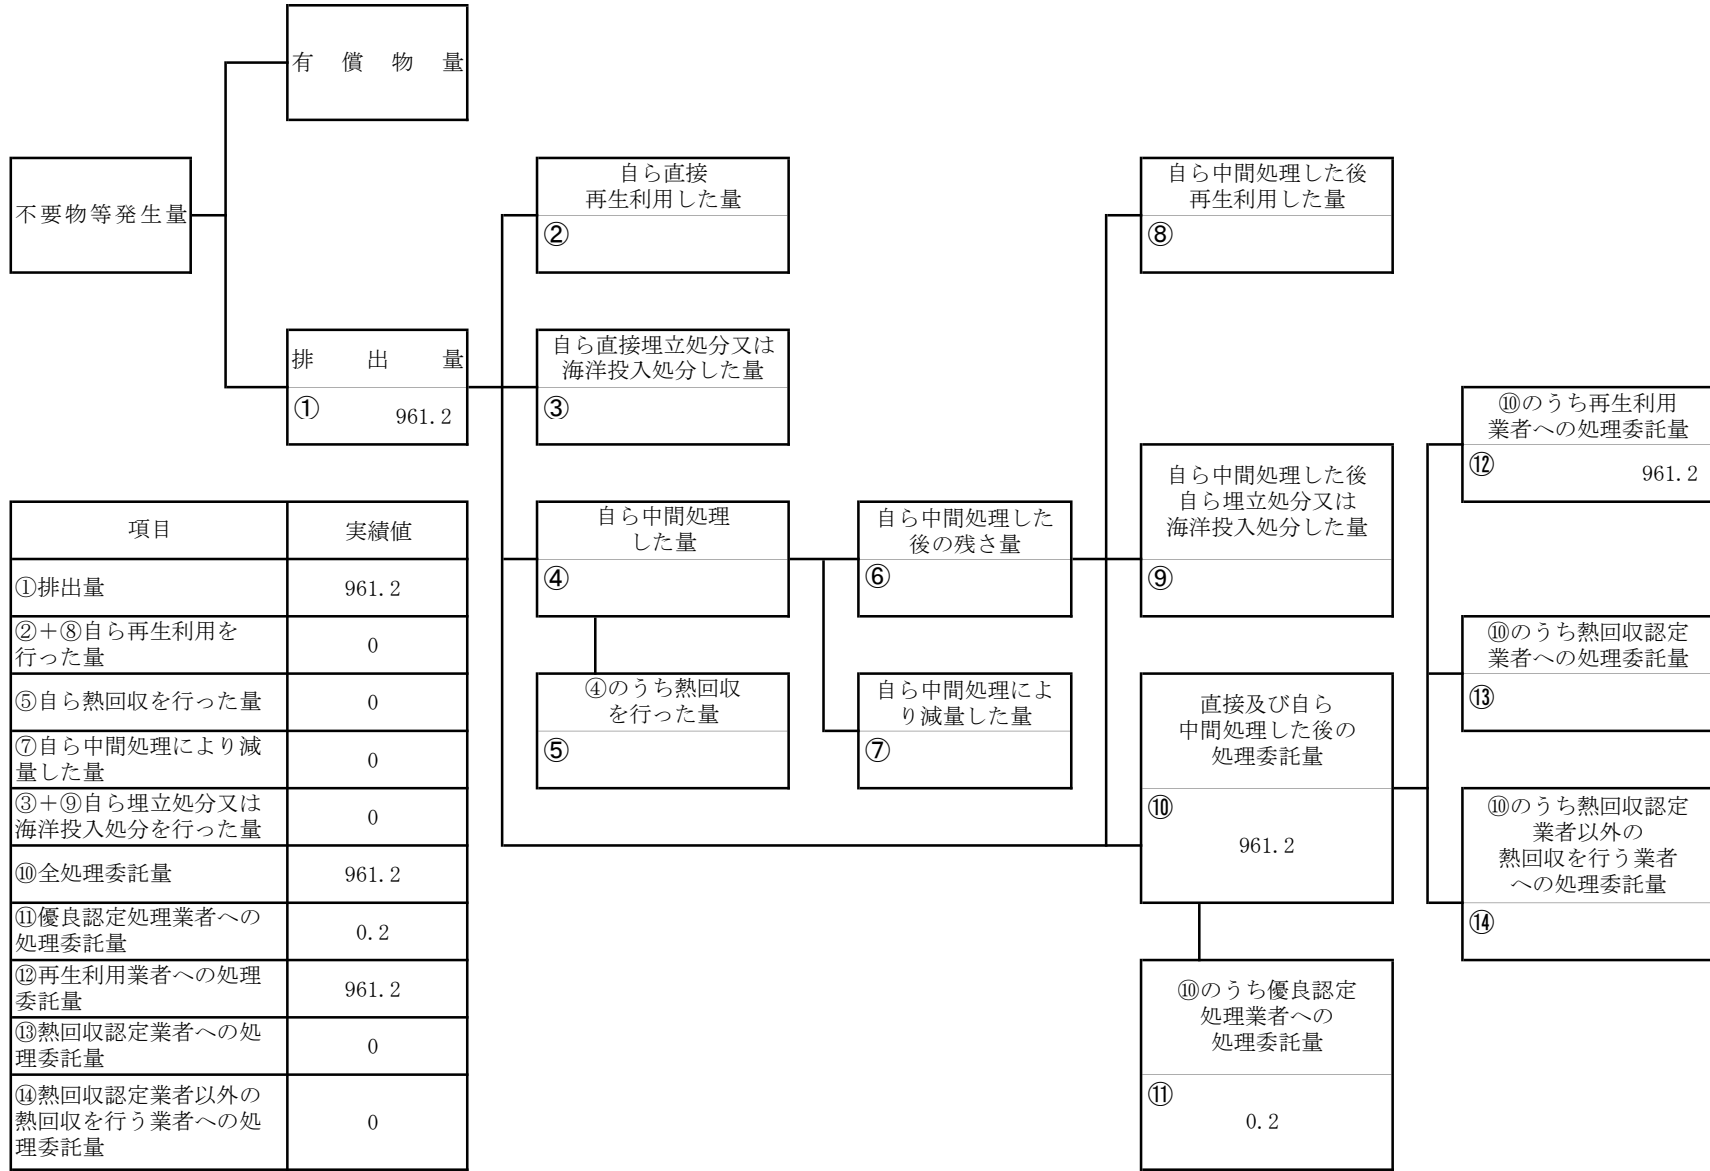 有償物量
不要物等発生量
排出量
① 961.2
自ら直接
再生利用した量
②
自ら直接埋立処分又は
海洋投入処分した量
③
自ら中間処理
した量
④
④のうち熱回収
を行った量
⑤
自ら中間処理した
後の残さ量
⑥
自ら中間処理によ
り減量した量
⑦
自ら中間処理した後
再生利用した量
⑧
自ら中間処理した後
自ら埋立処分又は
海洋投入処分した量
⑨
直接及び自ら
中間処理した後の
処理委託量
⑩
961.2
⑩のうち優良認定
処理業者への
処理委託量
⑪
0.2
⑩のうち再生利用
業者への処理委託量
⑫ 961.2
⑩のうち熱回収認定
業者への処理委託量
⑬
⑩のうち熱回収認定
業者以外の
熱回収を行う業者
への処理委託量
⑭
項目 実績値
①排出量 961.2
②＋⑧自ら再生利用を
行った量 0
⑤自ら熱回収を行った量 0
⑦自ら中間処理により減
量した量 0
③＋⑨自ら埋立処分又は
海洋投入処分を行った量 0
⑩全処理委託量 961.2
⑪優良認定処理業者への
処理委託量 0.2
⑫再生利用業者への処理
委託量 961.2
⑬熱回収認定業者への処
理委託量 0
⑭熱回収認定業者以外の
熱回収を行う業者への処
理委託量 0